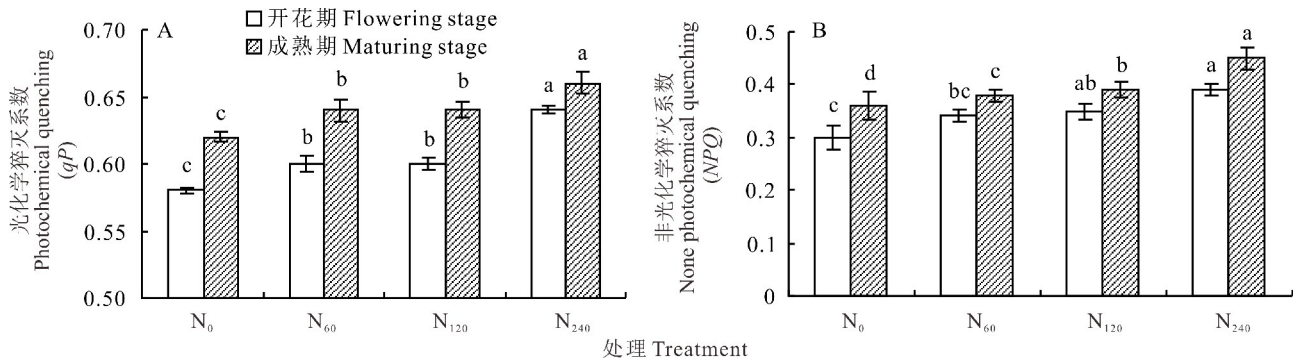 A
开花期 Flowering stage
成熟期 Maturing stage
光化学猝灭系数
Photochemical quenching
(qP)
0.70
0.65
0.60
0.55
0.50
c
c
b
b
b
b
a
a
N₀
N₆₀
N₁₂₀
N₂₄₀
B
非光化学猝灭系数
None photochemical quenching
(NPQ)
0.5
0.4
0.3
0.2
0.1
0
c
d
bc
c
ab
b
a
a
N₀
N₆₀
N₁₂₀
N₂₄₀
处理 Treatment